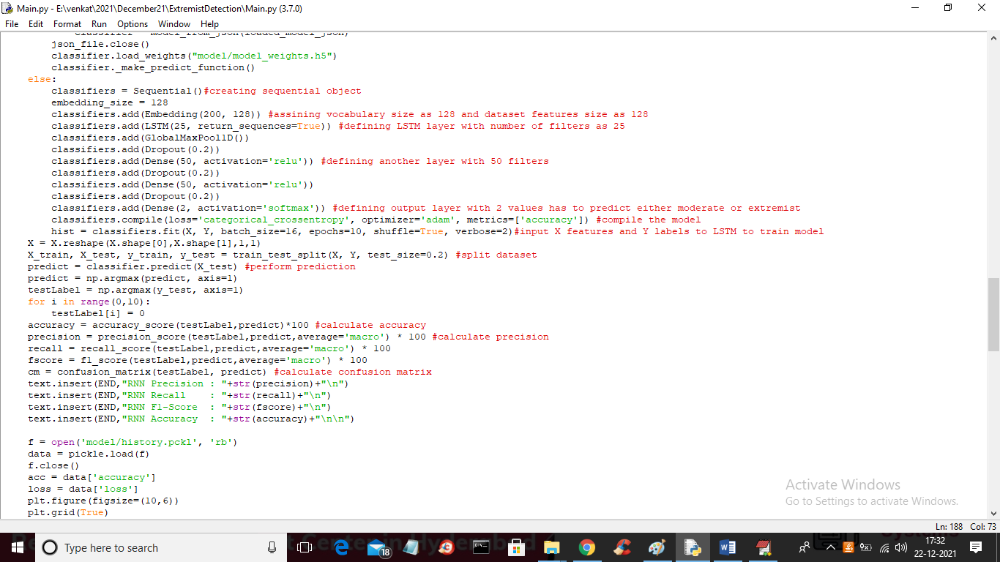 Main.py - E:\venkat\2021\December21\ExtremistDetection\Main.py (3.7.0)
File Edit Format Run Options Window Help
classifier = model_from_json(loaded_model_json)
json_file.close()
classifier.load_weights("model/model_weights.h5")
classifier._make_predict_function()
else:
classifiers = Sequential()#creating sequential object
embedding_size = 128
classifiers.add(Embedding(200, 128)) #assining vocabulary size as 128 and dataset features size as 128
classifiers.add(LSTM(25, return_sequences=True)) #defining LSTM layer with number of filters as 25
classifiers.add(GlobalMaxPool1D())
classifiers.add(Dropout(0.2))
classifiers.add(Dense(50, activation='relu')) #defining another layer with 50 filters
classifiers.add(Dropout(0.2))
classifiers.add(Dense(50, activation='relu'))
classifiers.add(Dropout(0.2))
classifiers.add(Dense(2, activation='softmax')) #defining output layer with 2 values has to predict either moderate or extremist
classifiers.compile(loss='categorical_crossentropy', optimizer='adam', metrics=['accuracy']) #compile the model
hist = classifiers.fit(X, Y, batch_size=16, epochs=10, shuffle=True, verbose=2)#input X features and Y labels to LSTM to train model
X = X.reshape(X.shape[0],X.shape[1],1,1)
X_train, X_test, y_train, y_test = train_test_split(X, Y, test_size=0.2) #split dataset
predict = classifier.predict(X_test) #perform prediction
predict = np.argmax(predict, axis=1)
testLabel = np.argmax(y_test, axis=1)
for i in range(0,10):
testLabel[i] = 0
accuracy = accuracy_score(testLabel,predict)*100 #calculate accuracy
precision = precision_score(testLabel,predict,average='macro') * 100 #calculate precision
recall = recall_score(testLabel,predict,average='macro') * 100
fscore = f1_score(testLabel,predict,average='macro') * 100
cm = confusion_matrix(testLabel, predict) #calculate confusion matrix
text.insert(END,"RNN Precision : "+str(precision)+"\n")
text.insert(END,"RNN Recall    : "+str(recall)+"\n")
text.insert(END,"RNN F1-Score  : "+str(fscore)+"\n")
text.insert(END,"RNN Accuracy  : "+str(accuracy)+"\n\n")
f = open('model/history.pckl', 'rb')
data = pickle.load(f)
f.close()
acc = data['accuracy']
loss = data['loss']
plt.figure(figsize=(10,6))
plt.grid(True)
Activate Windows
Go to Settings to activate Windows.
Ln: 188 Col: 73
Type here to search
18
17:32
22-12-2021